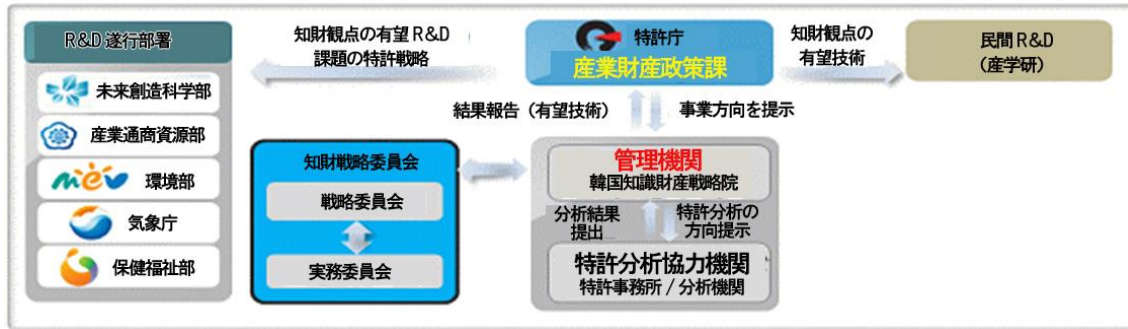 R&D 遂行部署
未来創造科学部
産業通商資源部
mev 環境部
気象庁
保健福祉部
知財観点の有望 R&D
課題の特許戦略
特許庁
産業財産政策課
知財観点の
有望技術
民間 R&D
(産学研)
結果報告（有望技術）
事業方向を提示
知財戦略委員会
戦略委員会
実務委員会
管理機関
韓国知識財産戦略院
分析結果
提出
特許分析の
方向提示
特許分析協力機関
特許事務所 / 分析機関